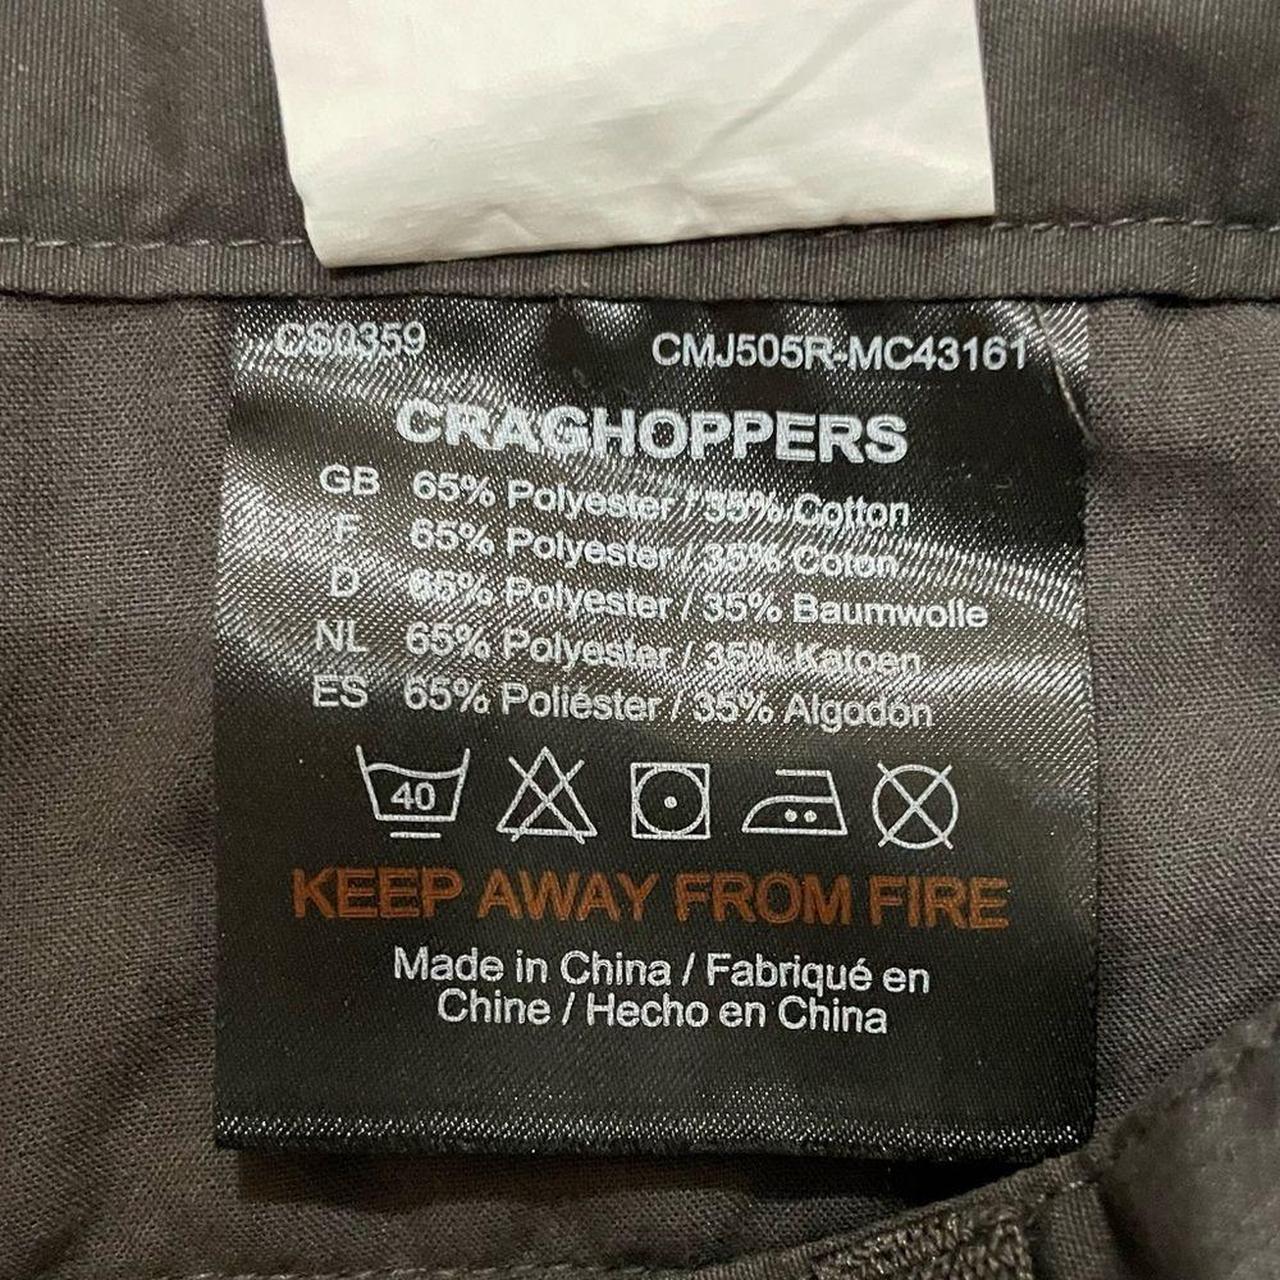 CS0359 CMJ505R-MC43161
CRAGHOPPERS
GB 65% Polyester / 35% Cotton
F 65% Polyester / 35% Coton
D 65% Polyester / 35% Baumwolle
NL 65% Polyester / 35% Katoen
ES 65% Poliéster / 35% Algodón
40
KEEP AWAY FROM FIRE
Made in China / Fabriqué en
Chine / Hecho en China